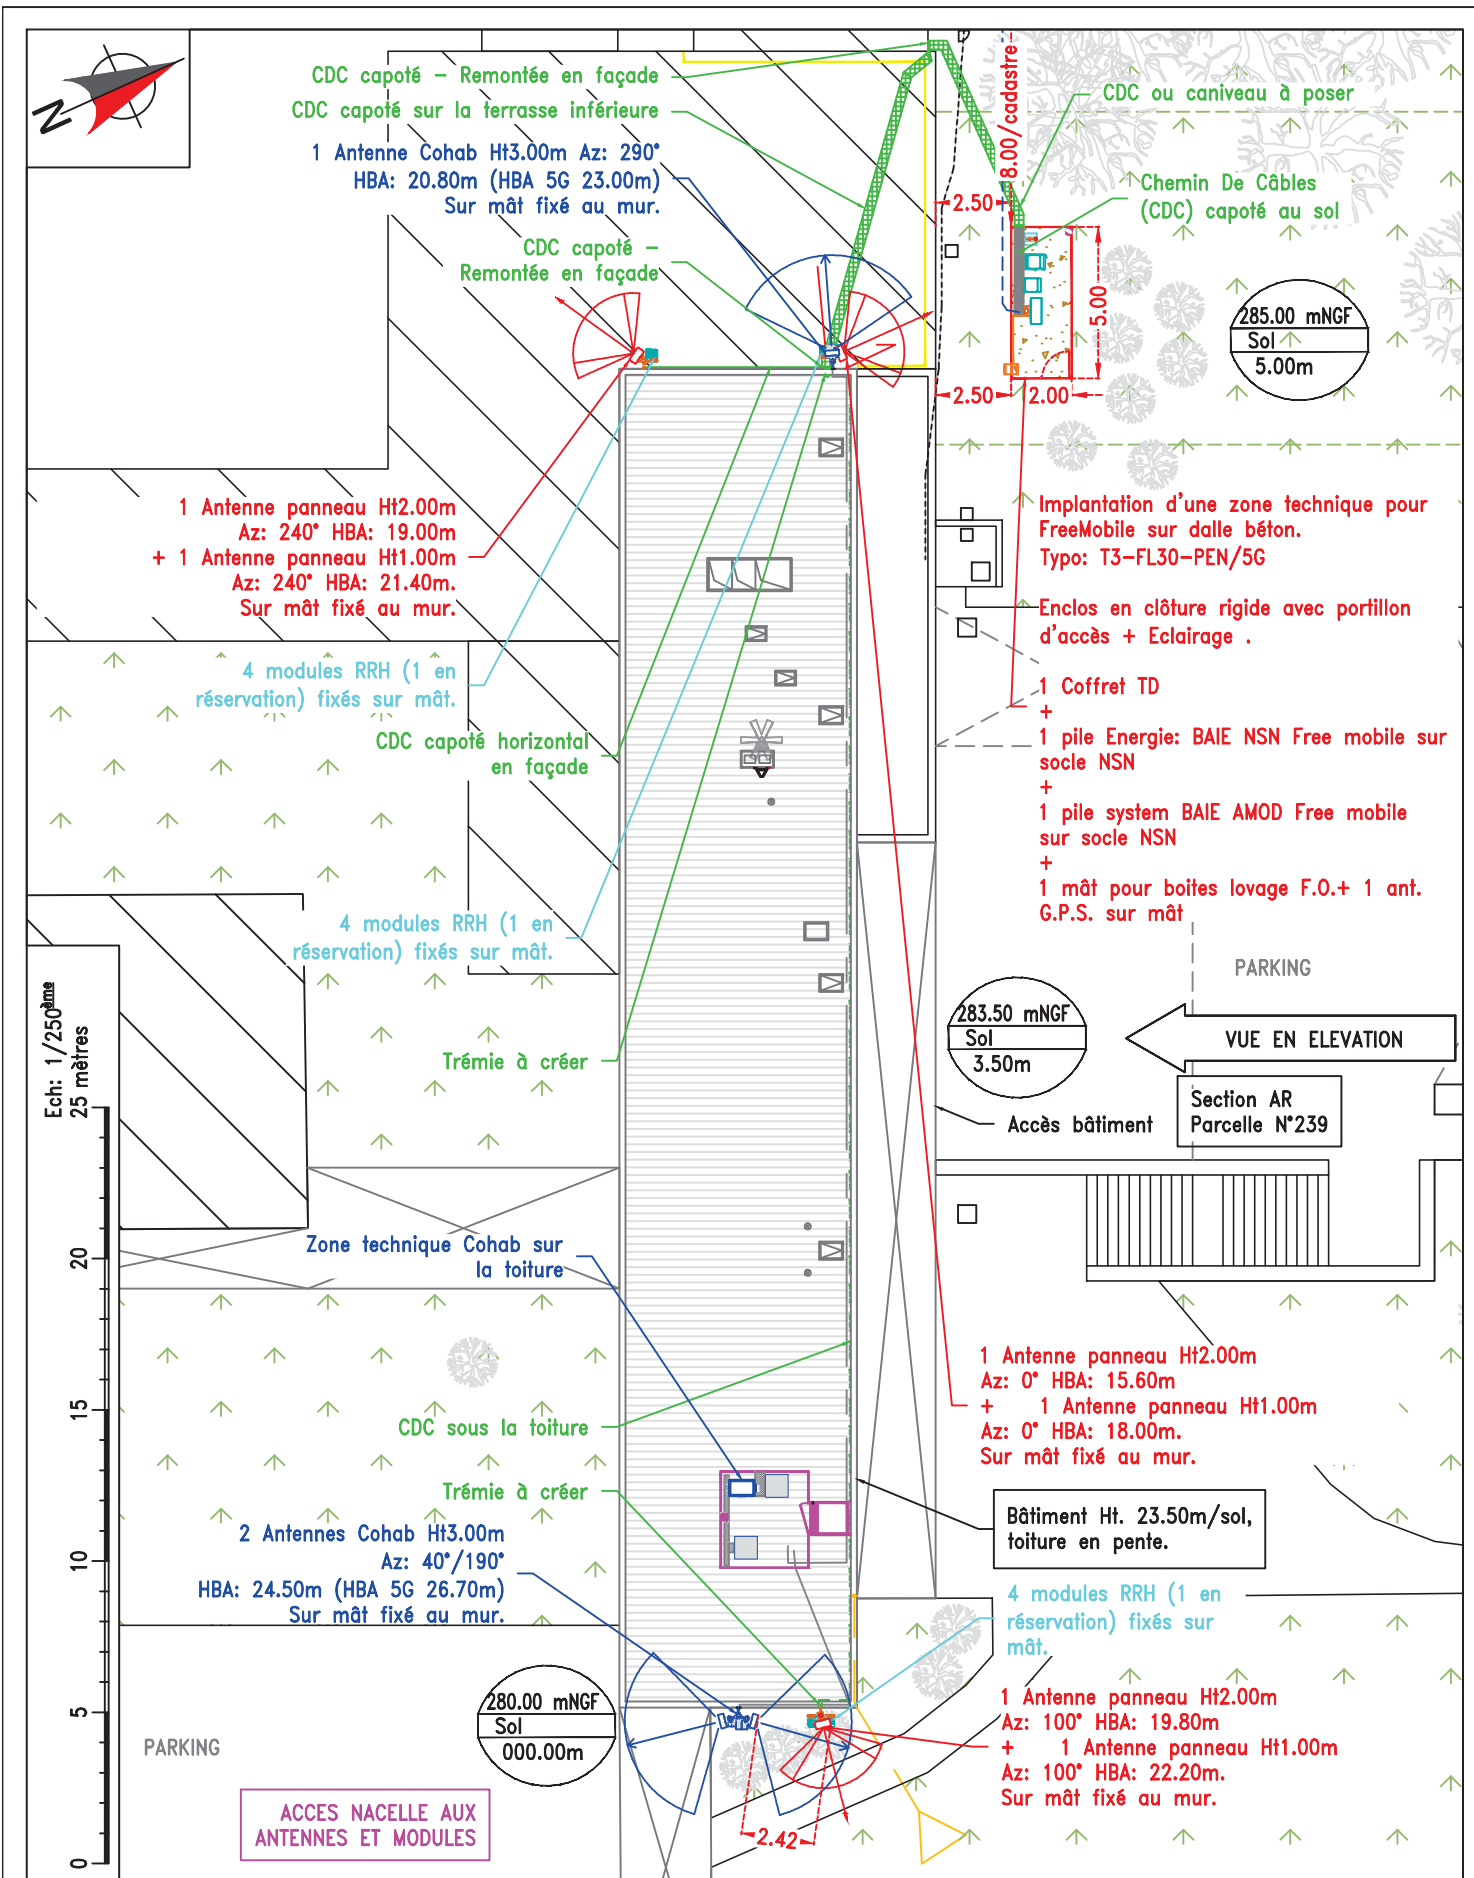 N
CDC capoté - Remontée en façade
CDC capoté sur la terrasse inférieure
1 Antenne Cohab Ht3.00m Az: 290°
HBA: 20.80m (HBA 5G 23.00m)
Sur mât fixé au mur.
CDC capoté -
Remontée en façade
8.00/cadastre
CDC ou caniveau à poser
Chemin De Câbles
(CDC) capoté au sol
2.50
5.00
2.50
2.00
285.00 mNGF
Sol
5.00m
1 Antenne panneau Ht2.00m
Az: 240° HBA: 19.00m
+ 1 Antenne panneau Ht1.00m
Az: 240° HBA: 21.40m.
Sur mât fixé au mur.
Implantation d'une zone technique pour
FreeMobile sur dalle béton.
Typo: T3-FL30-PEN/5G
Enclos en clôture rigide avec portillon
d'accès + Eclairage .
1 Coffret TD
+
1 pile Energie: BAIE NSN Free mobile sur
socle NSN
+
1 pile system BAIE AMOD Free mobile
sur socle NSN
+
1 mât pour boites lovage F.O.+ 1 ant.
G.P.S. sur mât
4 modules RRH (1 en
réservation) fixés sur mât.
CDC capoté horizontal
en façade
4 modules RRH (1 en
réservation) fixés sur mât.
PARKING
283.50 mNGF
Sol
3.50m
VUE EN ELEVATION
Section AR
Parcelle N°239
Accès bâtiment
Trémie à créer
Ech: 1/250ème
25 mètres
20
15
10
5
0
Zone technique Cohab sur
la toiture
CDC sous la toiture
Trémie à créer
1 Antenne panneau Ht2.00m
Az: 0° HBA: 15.60m
+ 1 Antenne panneau Ht1.00m
Az: 0° HBA: 18.00m.
Sur mât fixé au mur.
Bâtiment Ht. 23.50m/sol,
toiture en pente.
2 Antennes Cohab Ht3.00m
Az: 40°/190°
HBA: 24.50m (HBA 5G 26.70m)
Sur mât fixé au mur.
4 modules RRH (1 en
réservation) fixés sur
mât.
280.00 mNGF
Sol
000.00m
1 Antenne panneau Ht2.00m
Az: 100° HBA: 19.80m
+ 1 Antenne panneau Ht1.00m
Az: 100° HBA: 22.20m.
Sur mât fixé au mur.
PARKING
ACCES NACELLE AUX
ANTENNES ET MODULES
2.42